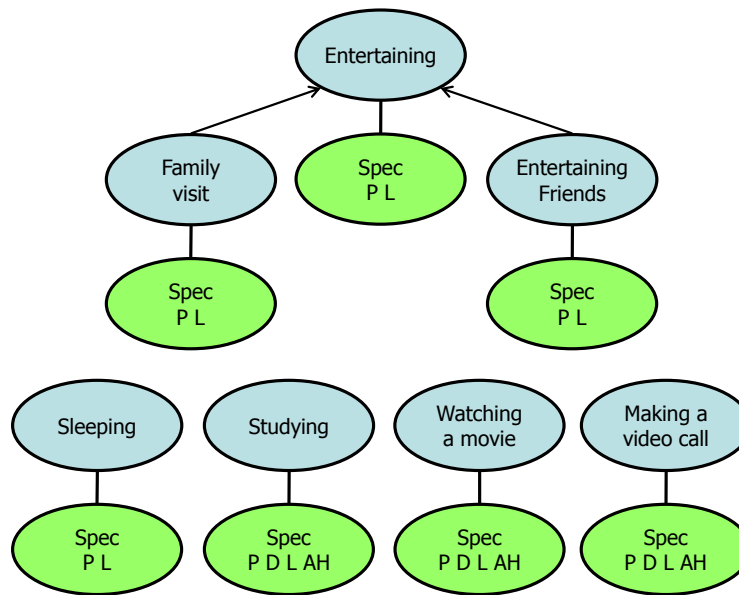 Entertaining
Family
visit
Spec
P L
Entertaining
Friends
Spec
P L
Spec
P L
Sleeping
Studying
Watching
a movie
Making a
video call
Spec
P L
Spec
P D L AH
Spec
P D L AH
Spec
P D L AH